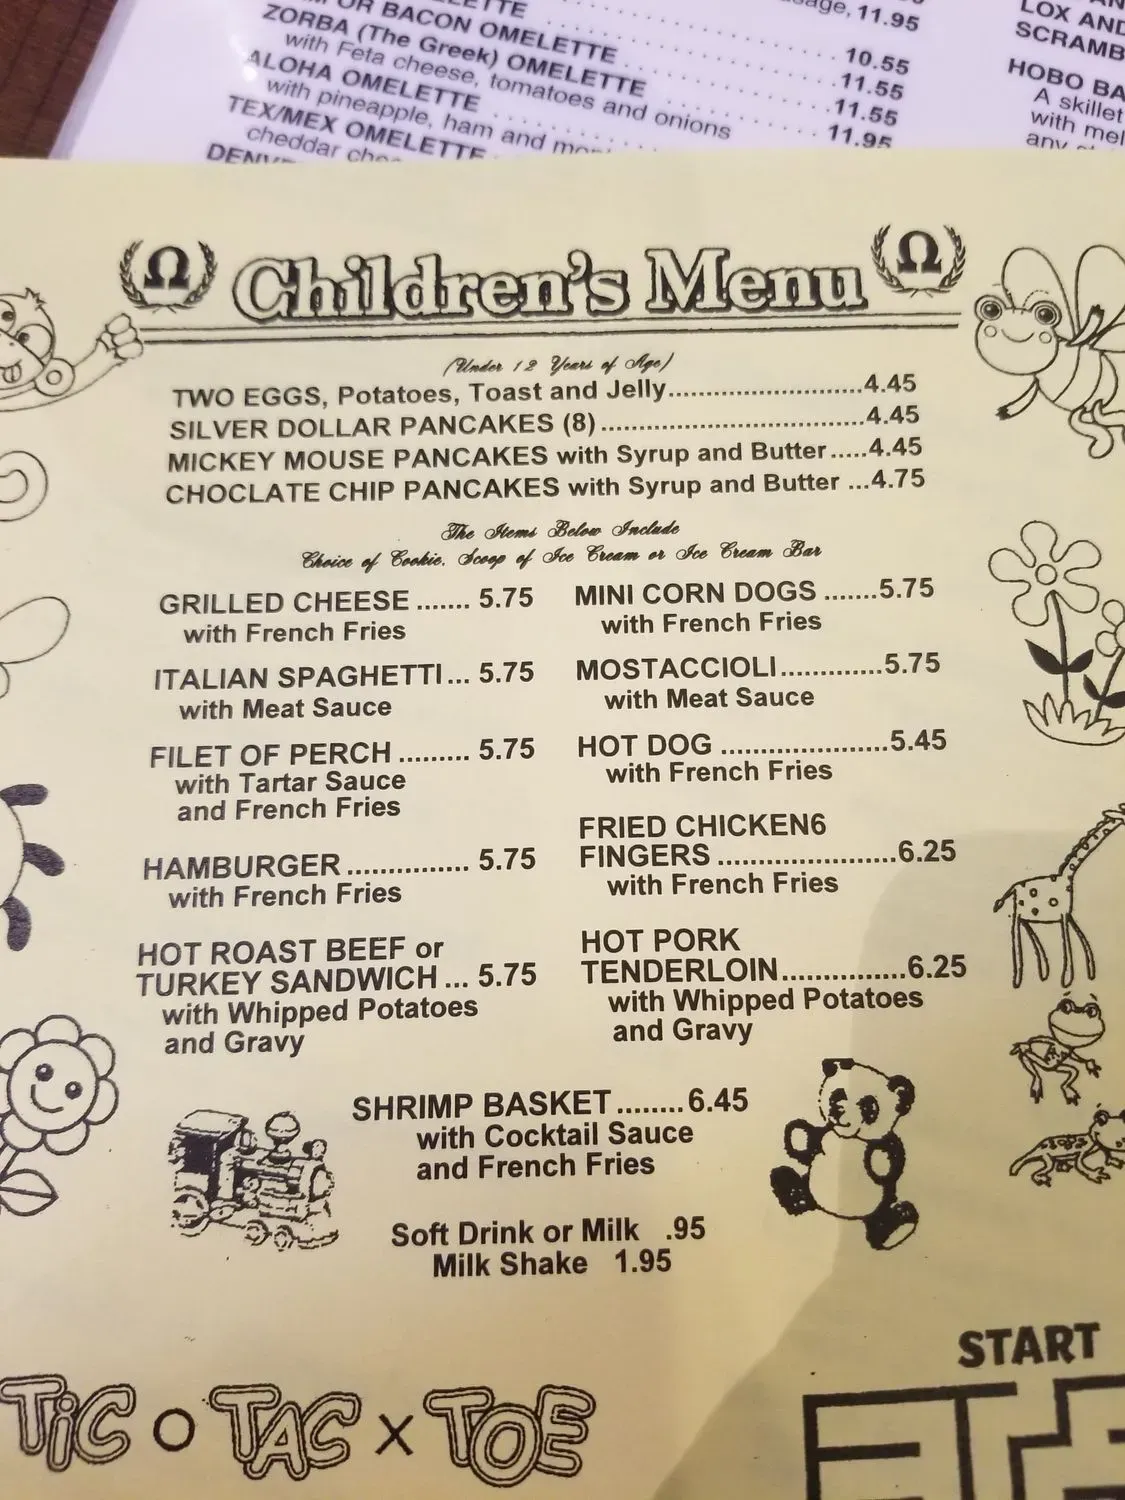 OR BACON OMELETTE
ZORBA (The Greek) OMELETTE
with Feta cheese, tomatoes and onions
ALOHA OMELETTE
with pineapple, ham and
TEX/MEX OMELETTE
cheddar
11.95
10.55
11.55
11.55
11.95
LOX AND
HOBO BA
A skillet
with mel
any
Ω Children's Menu Ω
(Under 12 Years of Age)
TWO EGGS, Potatoes, Toast and Jelly.......................4.45
SILVER DOLLAR PANCAKES (8)...............................4.45
MICKEY MOUSE PANCAKES with Syrup and Butter.....4.45
CHOCLATE CHIP PANCAKES with Syrup and Butter ...4.75
The Items Below Include
Choice of Cookie, Scoop of Ice Cream or Ice Cream Bar
GRILLED CHEESE ....... 5.75
with French Fries
ITALIAN SPAGHETTI... 5.75
with Meat Sauce
FILET OF PERCH ......... 5.75
with Tartar Sauce
and French Fries
HAMBURGER ............... 5.75
with French Fries
HOT ROAST BEEF or
TURKEY SANDWICH ... 5.75
with Whipped Potatoes
and Gravy
MINI CORN DOGS .......5.75
with French Fries
MOSTACCIOLI.............5.75
with Meat Sauce
HOT DOG .....................5.45
with French Fries
FRIED CHICKEN6
FINGERS ......................6.25
with French Fries
HOT PORK
TENDERLOIN...............6.25
with Whipped Potatoes
and Gravy
SHRIMP BASKET........6.45
with Cocktail Sauce
and French Fries
Soft Drink or Milk .95
Milk Shake 1.95
START
TiC O TAC X TOE